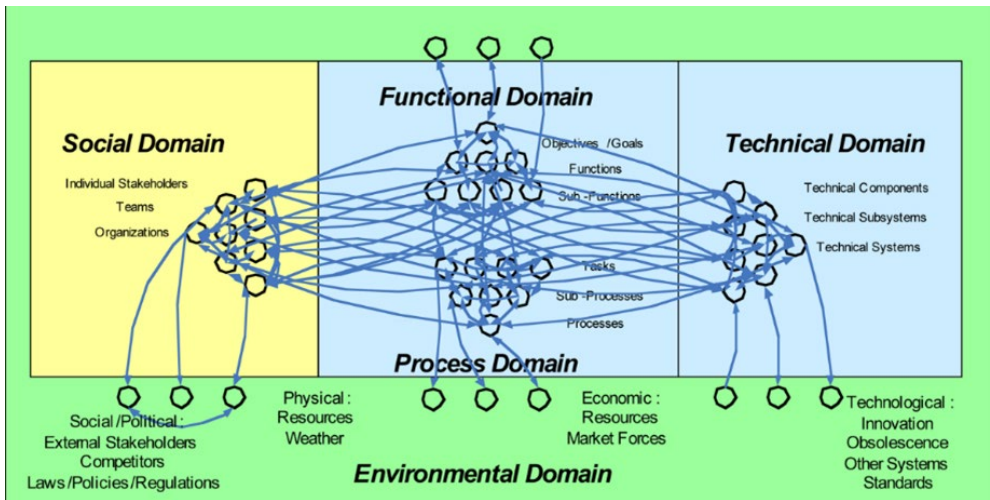 Functional Domain
Social Domain
Technical Domain
Objectives /Goals
Functions
Sub -Functions
Individual Stakeholders
Teams
Organizations
Technical Components
Technical Subsystems
Technical Systems
Tasks
Sub -Processes
Processes
Process Domain
Social /Political :
External Stakeholders
Competitors
Laws /Policies /Regulations
Physical :
Resources
Weather
Economic :
Resources
Market Forces
Technological :
Innovation
Obsolescence
Other Systems
Standards
Environmental Domain